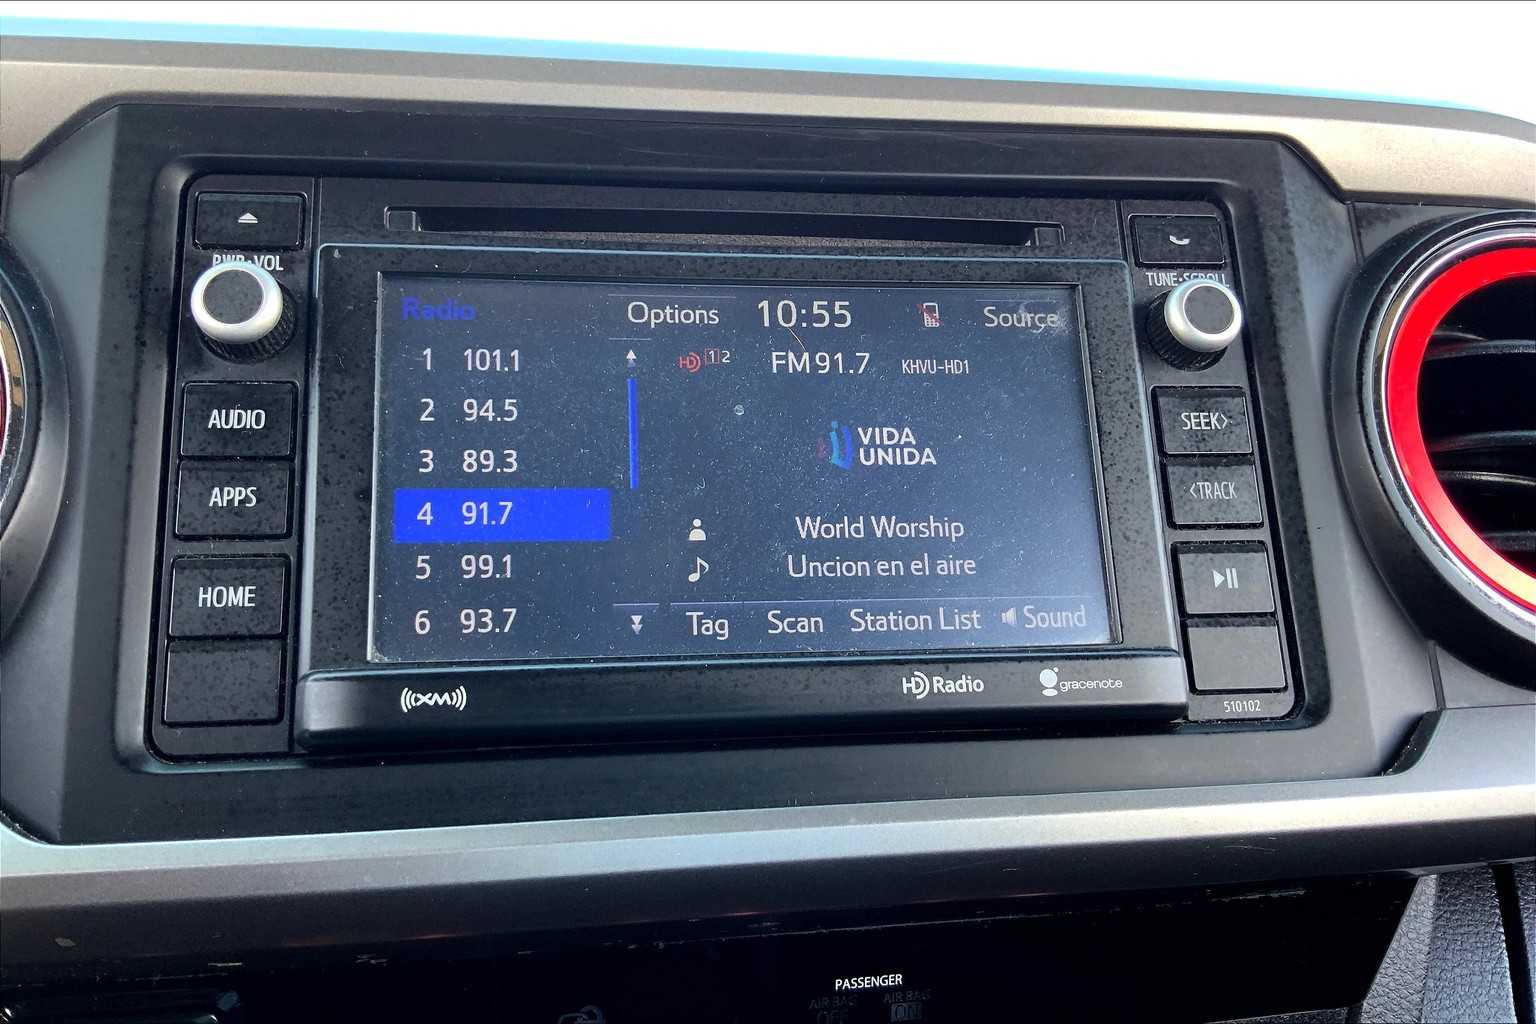 PWR•VOL
TUNE•SCROLL
Radio
Options
10:55
Source
1 101.1
HD 1 2
FM 91.7
KHVU-HD1
2 94.5
3 89.3
4 91.7
5 99.1
6 93.7
VIDA
UNIDA
World Worship
Uncion en el aire
Tag
Scan
Station List
Sound
AUDIO
APPS
HOME
SEEK>
<TRACK
((XM))
HD Radio
gracenote
510102
PASSENGER
AIR BAG
OFF
AIR BAG
ON